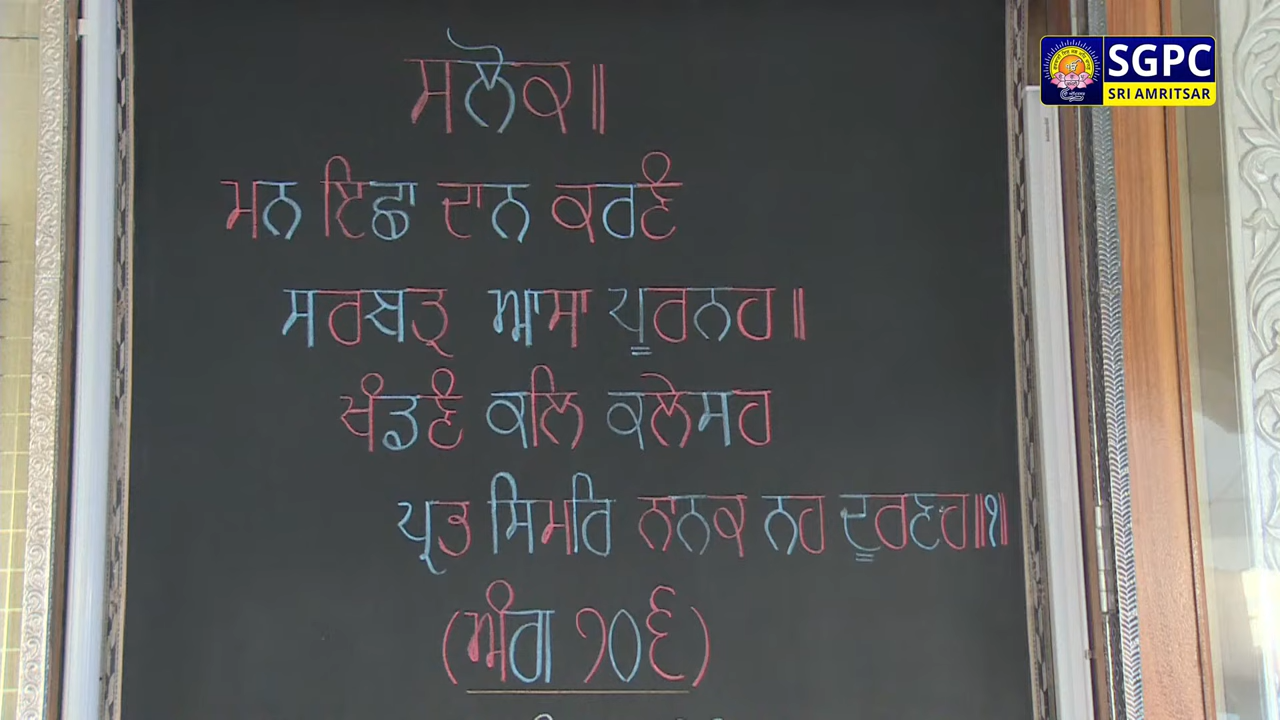 ਸਲੋਕ॥
ਮਨ ਇਛਾ ਦਾਨ ਕਰਣੰ
ਸਰਬਤ੍ਰ ਆਸਾ ਪੂਰਨਹ॥
ਖੰਡਣੰ ਕਲਿ ਕਲੇਸਹ
ਪ੍ਰਭ ਸਿਮਰਿ ਨਾਨਕ ਨਹ ਦੂਰਣਹ॥੧॥
(ਅੰਗ ੭੦੬)
SGPC
SRI AMRITSAR